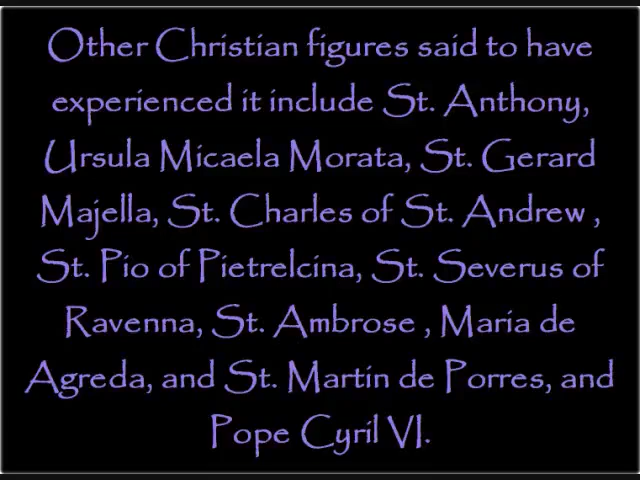 Other Christian figures said to have
experienced it include St. Anthony,
Ursula Micaela Morata, St. Gerard
Majella, St. Charles of St. Andrew ,
St. Pio of Pietrelcina, St. Severus of
Ravenna, St. Ambrose , Maria de
Agreda, and St. Martin de Porres, and
Pope Cyril VI.